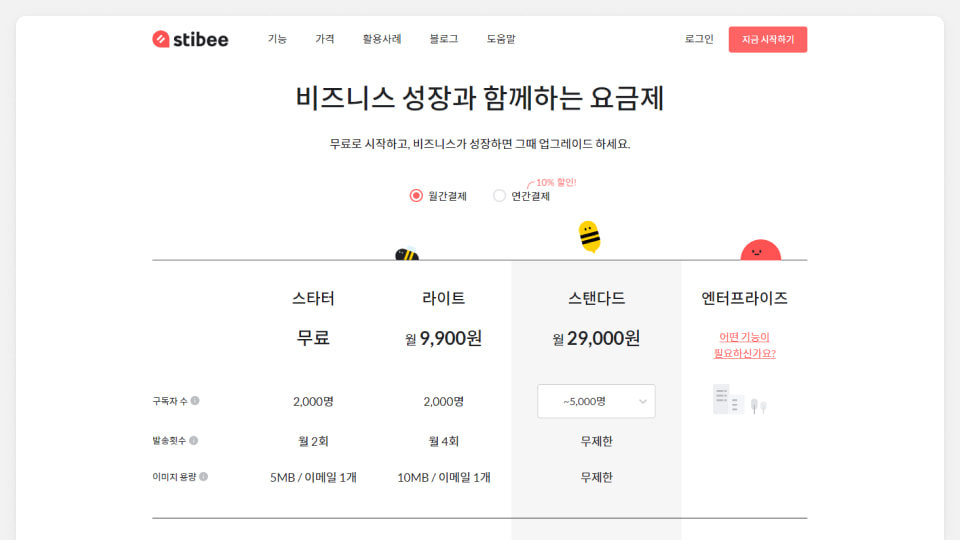 stibee 기능 가격 활용사례 블로그 도움말 로그인 지금 시작하기
비즈니스 성장과 함께하는 요금제
무료로 시작하고, 비즈니스가 성장하면 그때 업그레이드 하세요.
10% 할인!
월간결제 연간결제
스타터 라이트 스탠다드 엔터프라이즈
무료 월 9,900원 월 29,000원 어떤 기능이
필요하신가요?
구독자 수 2,000명 2,000명 ~5,000명
발송횟수 월 2회 월 4회 무제한
이미지 용량 5MB / 이메일 1개 10MB / 이메일 1개 무제한